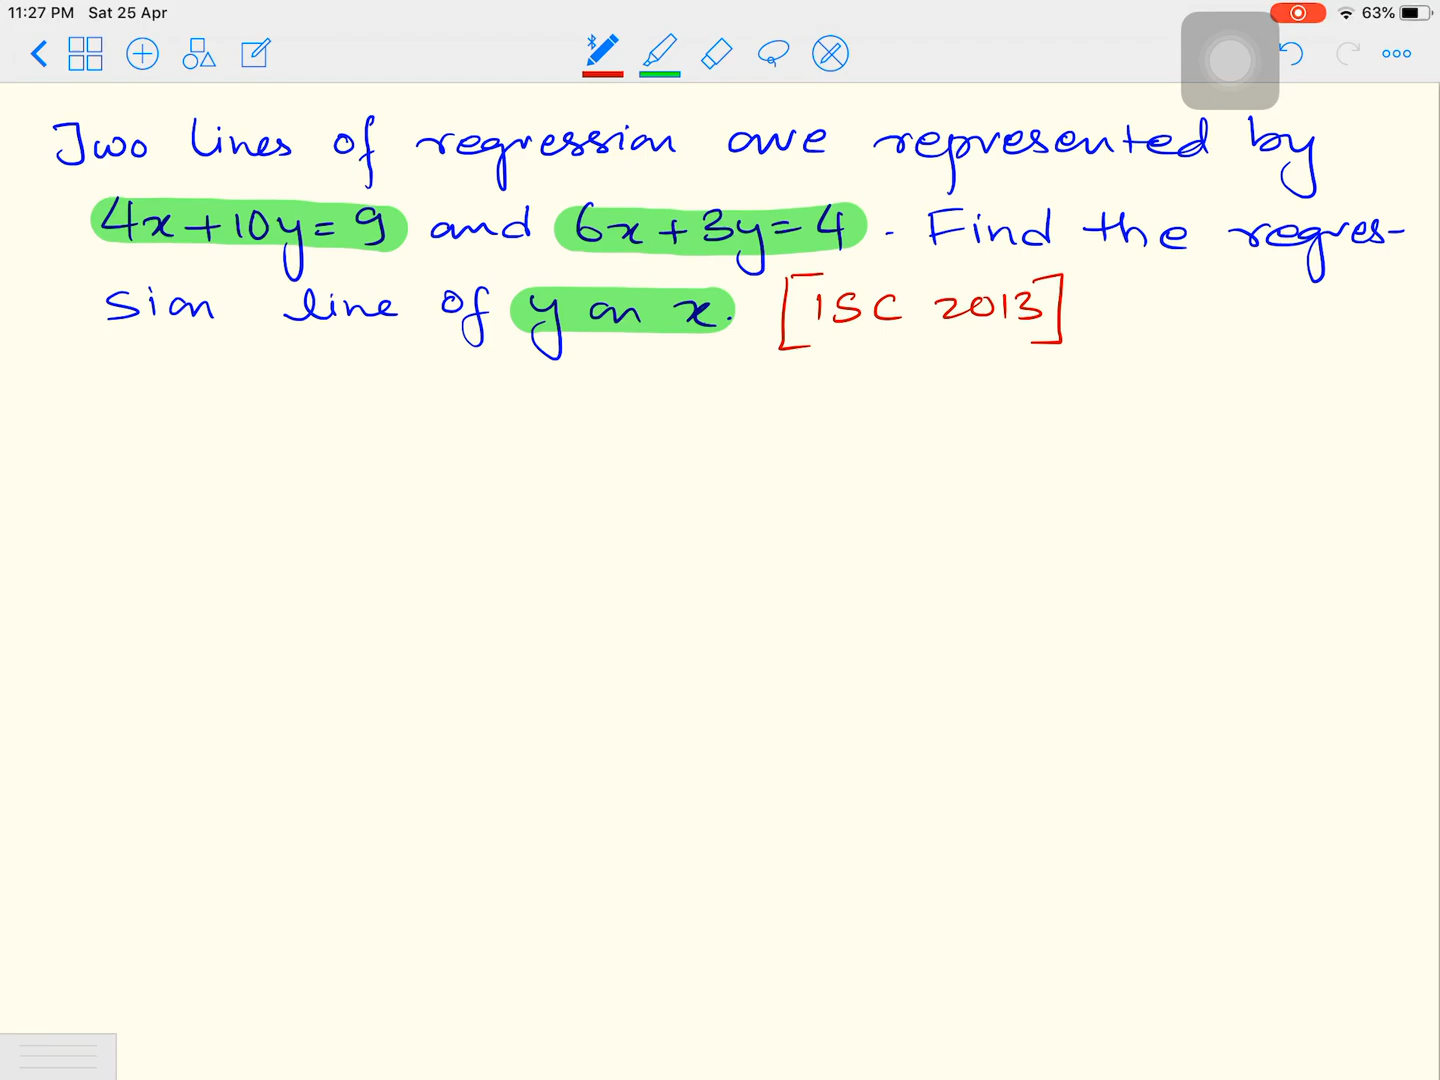 11:27 PM Sat 25 Apr 63%
Two lines of regression are represented by
4x+10y=9 and 6x+3y=4. Find the regres-
sion line of y on x. [ISC 2013]